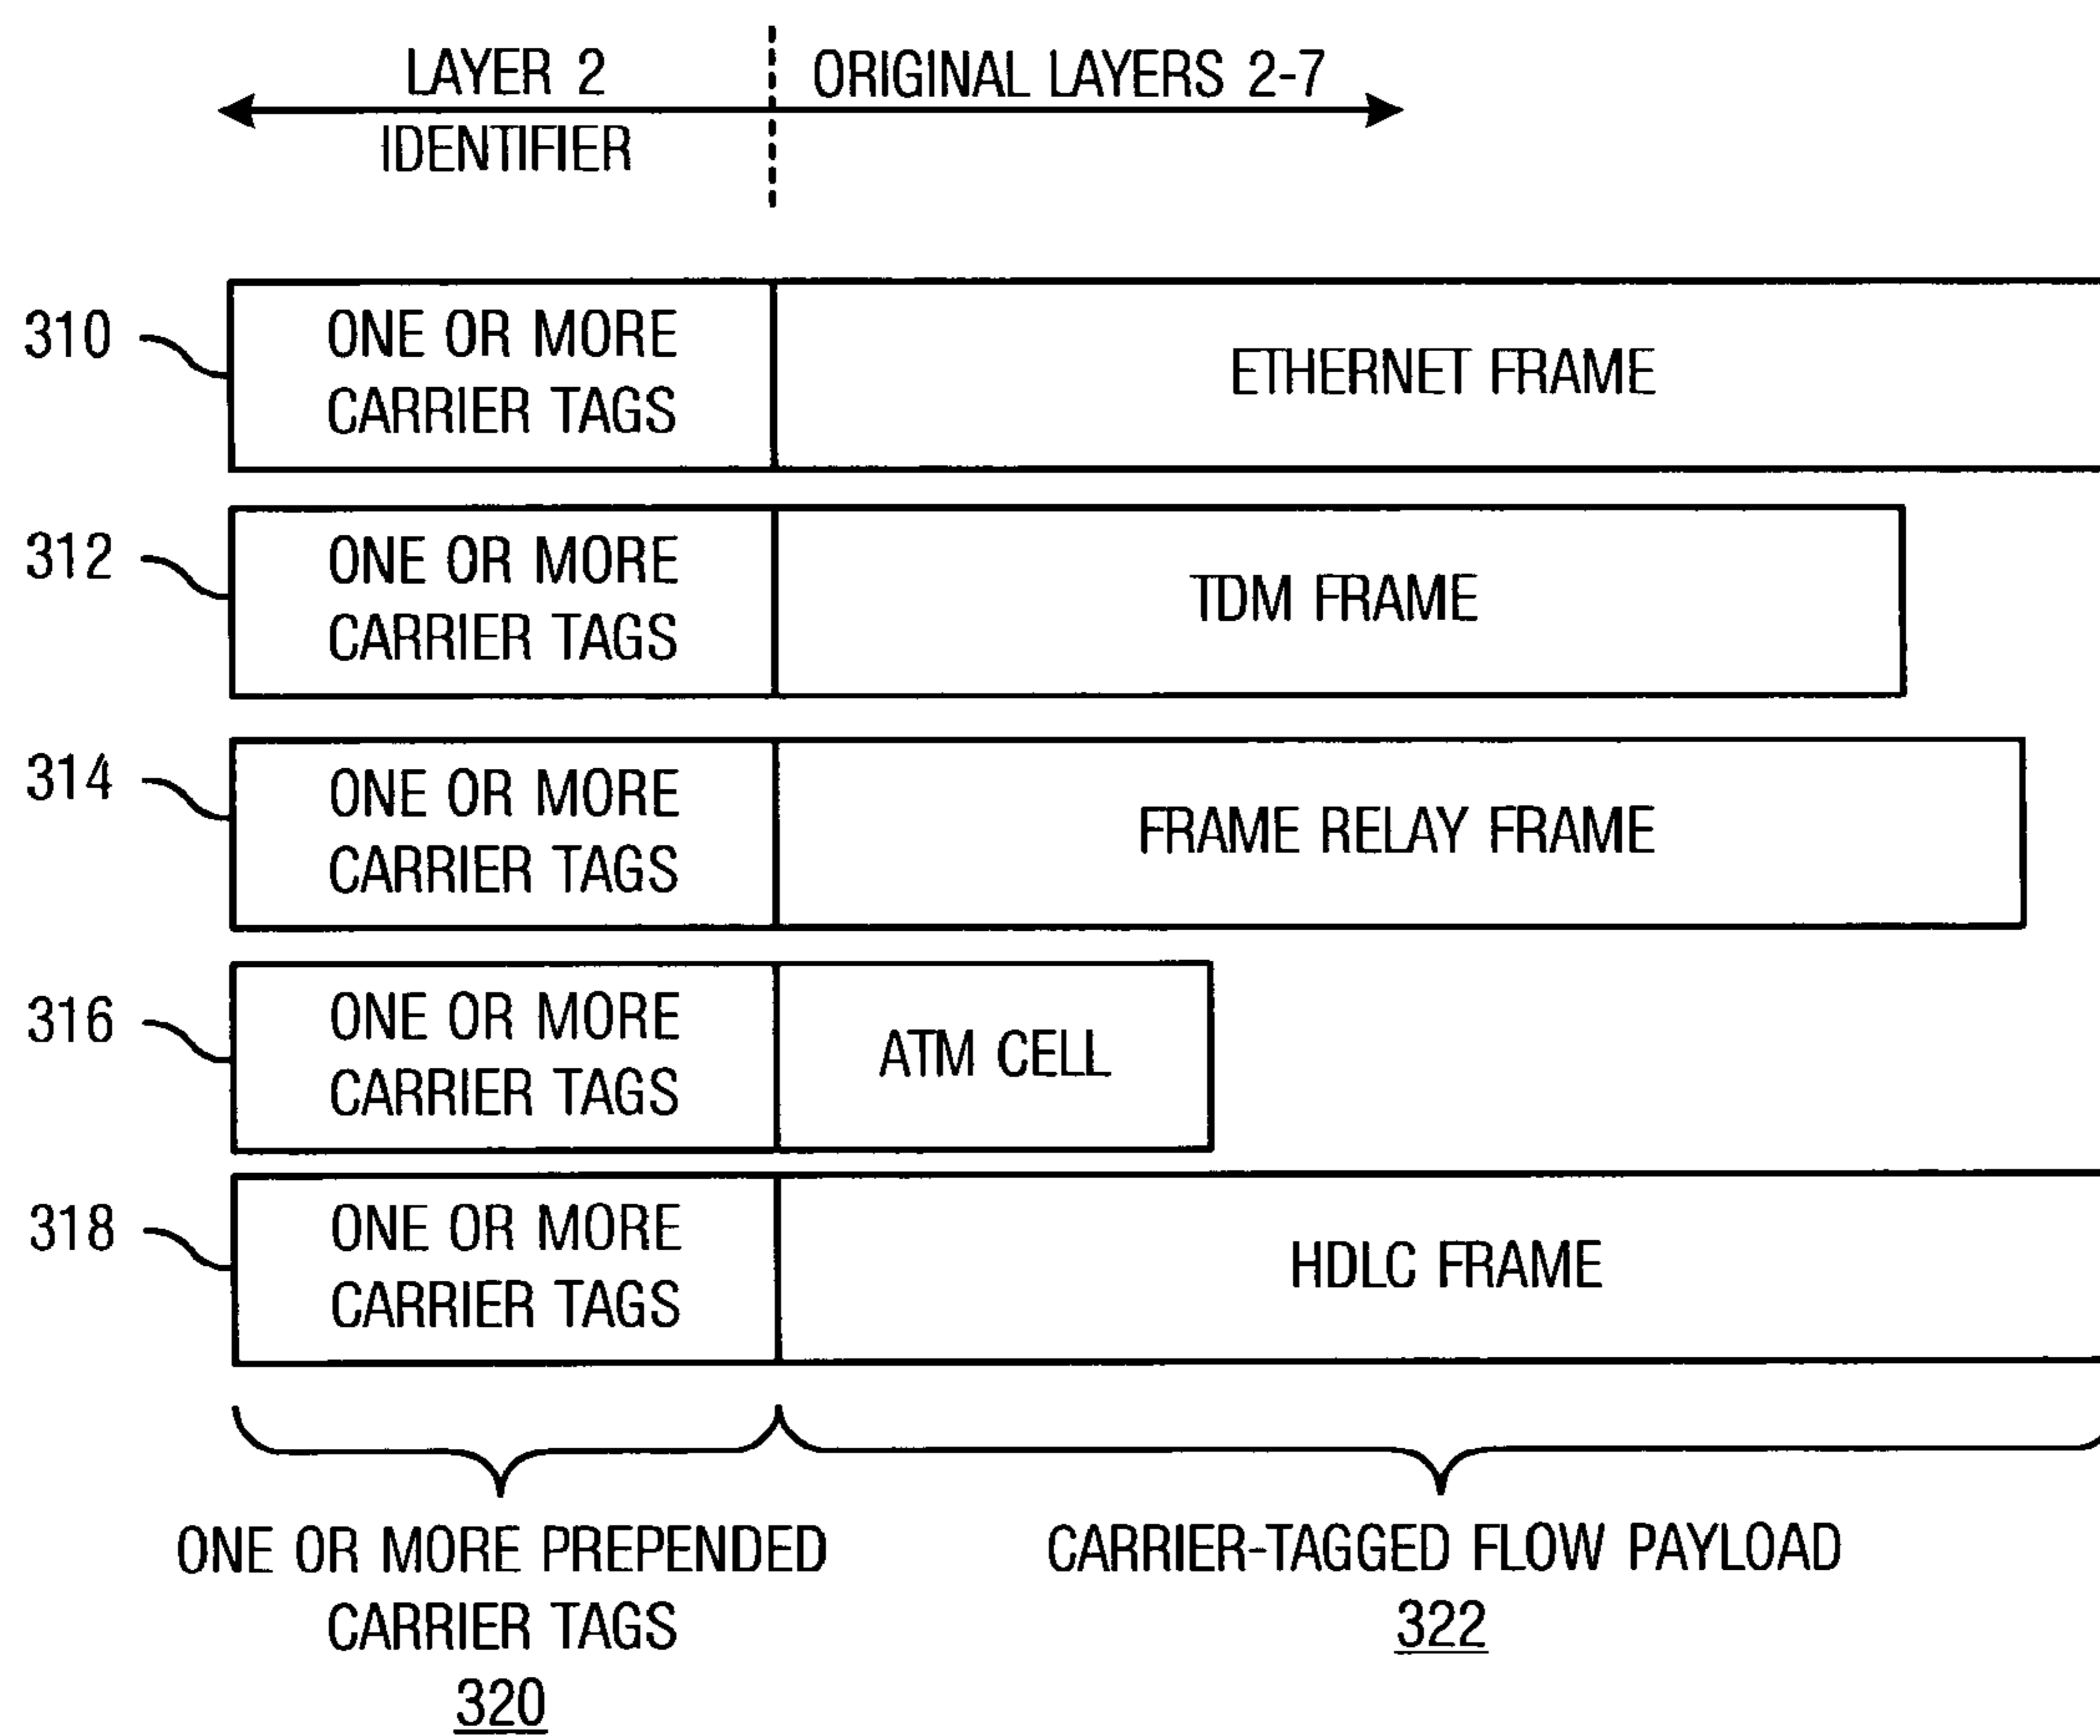 LAYER 2
IDENTIFIER
ORIGINAL LAYERS 2-7
310
ONE OR MORE
CARRIER TAGS
ETHERNET FRAME
312
ONE OR MORE
CARRIER TAGS
TDM FRAME
314
ONE OR MORE
CARRIER TAGS
FRAME RELAY FRAME
316
ONE OR MORE
CARRIER TAGS
ATM CELL
318
ONE OR MORE
CARRIER TAGS
HDLC FRAME
ONE OR MORE PREPENDED
CARRIER TAGS
320
CARRIER-TAGGED FLOW PAYLOAD
322